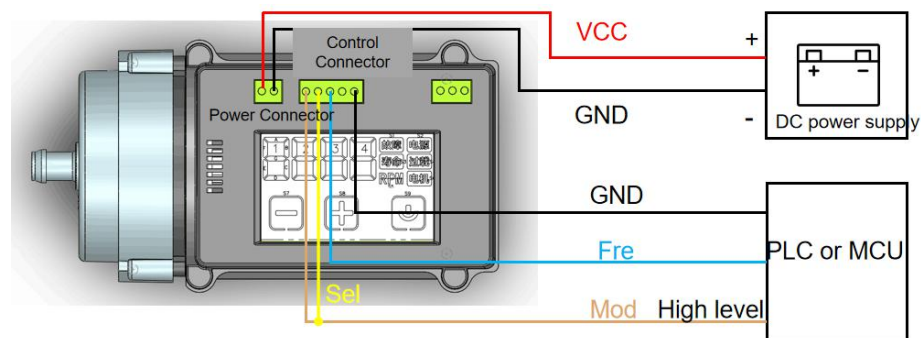 VCC
+
Control
Connector
+ -
Power Connector
GND
-
DC power supply
1 2 3 4
故障 电源
寿命 过载
RPM 电机
GND
S7 S8 S9
PLC or MCU
Fre
Sel
Mod High level